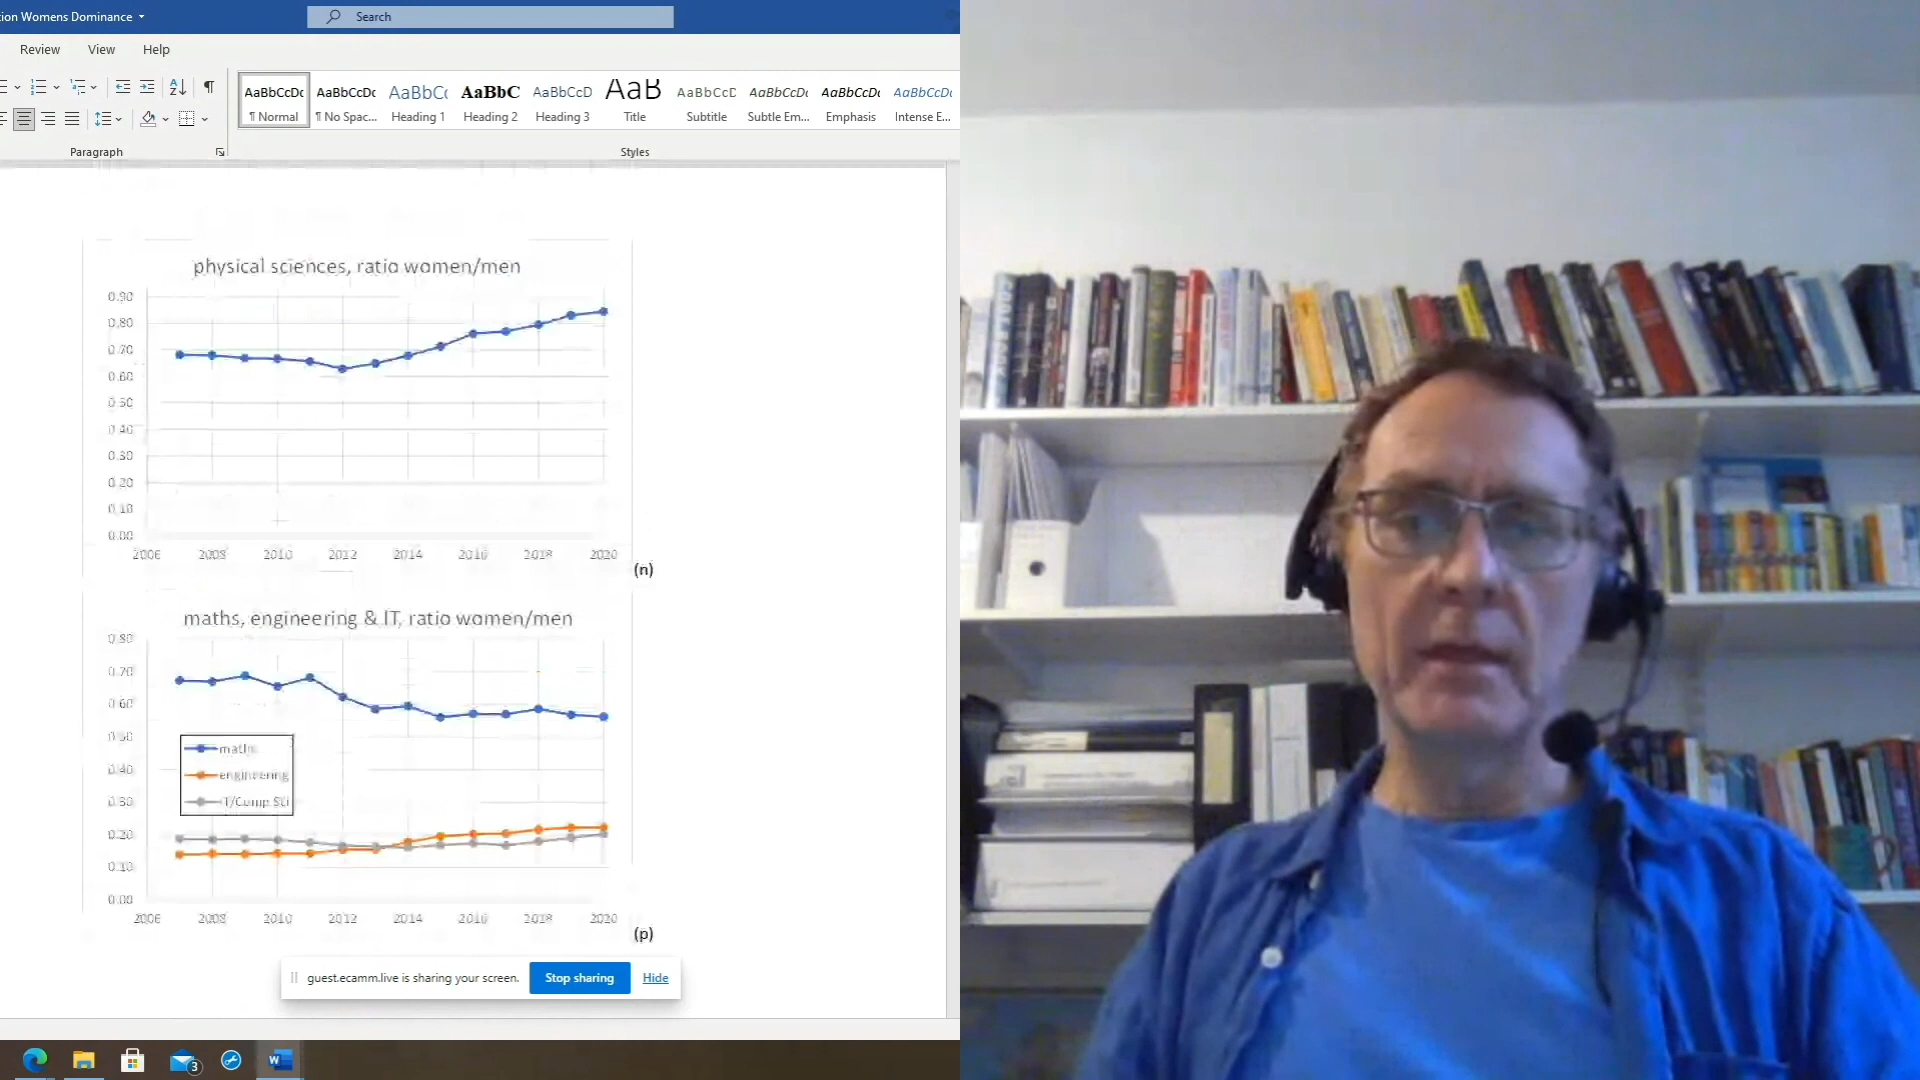 ion Womens Dominance
Search
Review View Help
AaBbCcDc AaBbCcDc AaBbCc AaBbC AaBbCcD AaB AaBbCcD AaBbCcDc AaBbCcDc AaBbCcDc
¶ Normal ¶ No Spac... Heading 1 Heading 2 Heading 3 Title Subtitle Subtle Em... Emphasis Intense E...
Paragraph Styles
physical sciences, ratio women/men
0.90
0.80
0.70
0.60
0.50
0.40
0.30
0.20
0.10
0.00
2006 2008 2010 2012 2014 2016 2018 2020
(n)
maths, engineering & IT, ratio women/men
0.80
0.70
0.60
0.50
maths
0.40
engineering
0.30
IT/Comp Sci
0.20
0.10
0.00
2006 2008 2010 2012 2014 2016 2018 2020
(p)
guest.ecamm.live is sharing your screen. Stop sharing Hide
3